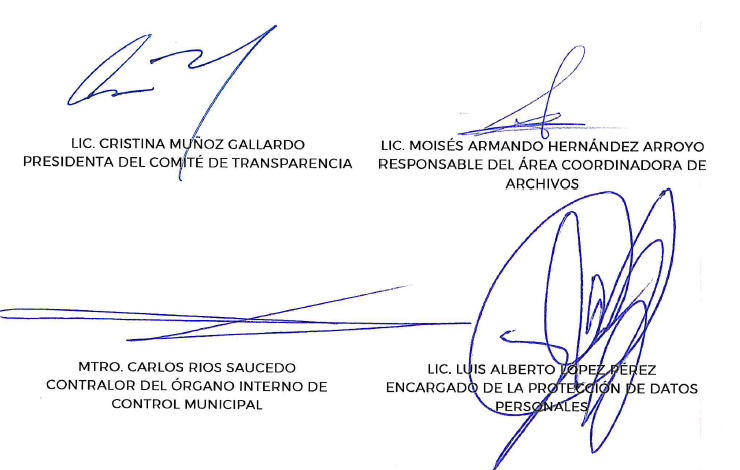 LIC. CRISTINA MUÑOZ GALLARDO
PRESIDENTA DEL COMITÉ DE TRANSPARENCIA
LIC. MOISÉS ARMANDO HERNÁNDEZ ARROYO
RESPONSABLE DEL ÁREA COORDINADORA DE
ARCHIVOS
MTRO. CARLOS RIOS SAUCEDO
CONTRALOR DEL ÓRGANO INTERNO DE
CONTROL MUNICIPAL
LIC. LUIS ALBERTO LÓPEZ PÉREZ
ENCARGADO DE LA PROTECCIÓN DE DATOS
PERSONALES